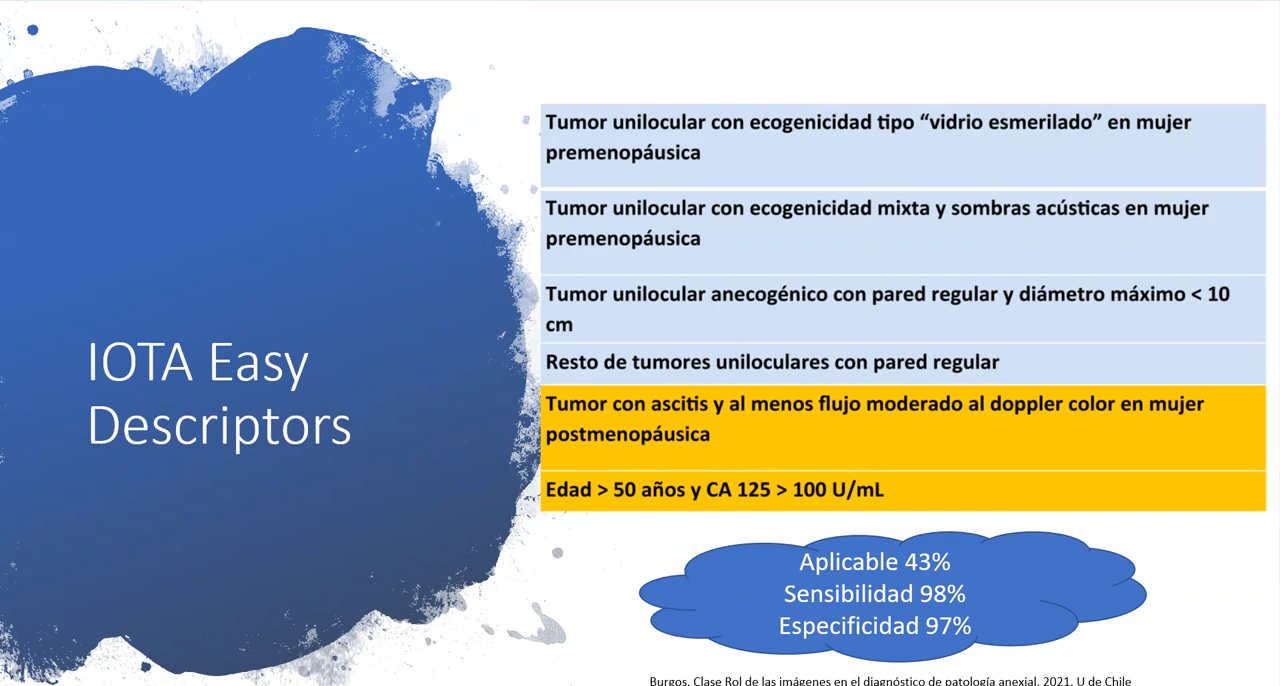 IOTA Easy
Descriptors
Tumor unilocular con ecogenicidad tipo “vidrio esmerilado” en mujer
premenopáusica
Tumor unilocular con ecogenicidad mixta y sombras acústicas en mujer
premenopáusica
Tumor unilocular anecogénico con pared regular y diámetro máximo < 10
cm
Resto de tumores uniloculares con pared regular
Tumor con ascitis y al menos flujo moderado al doppler color en mujer
postmenopáusica
Edad > 50 años y CA 125 > 100 U/mL
Aplicable 43%
Sensibilidad 98%
Especificidad 97%
Burgos. Clase Rol de las imágenes en el diagnóstico de patología anexial. 2021. U de Chile